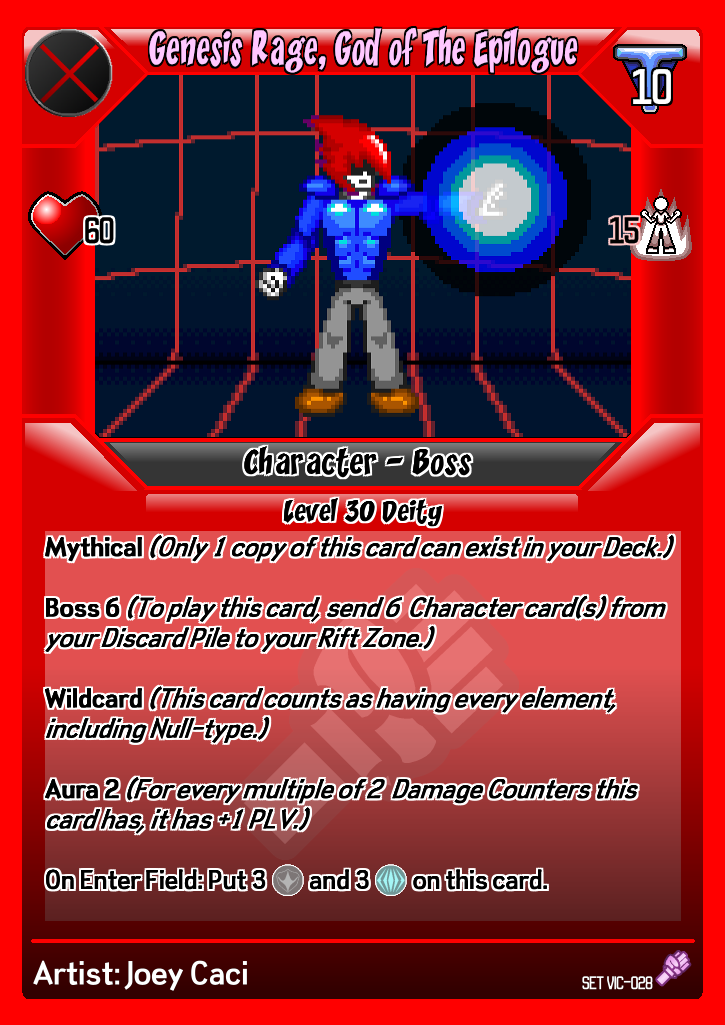 Genesis Rage, God of The Epilogue
10
60
15
Character - Boss
Level 30 Deity
Mythical (Only 1 copy of this card can exist in your Deck.)
Boss 6 (To play this card, send 6 Character card(s) from
your Discard Pile to your Rift Zone.)
Wildcard (This card counts as having every element,
including Null-type.)
Aura 2 (For every multiple of 2 Damage Counters this
card has, it has +1 PLV.)
On Enter Field: Put 3 and 3 on this card.
Artist: Joey Caci
SET VIC-028